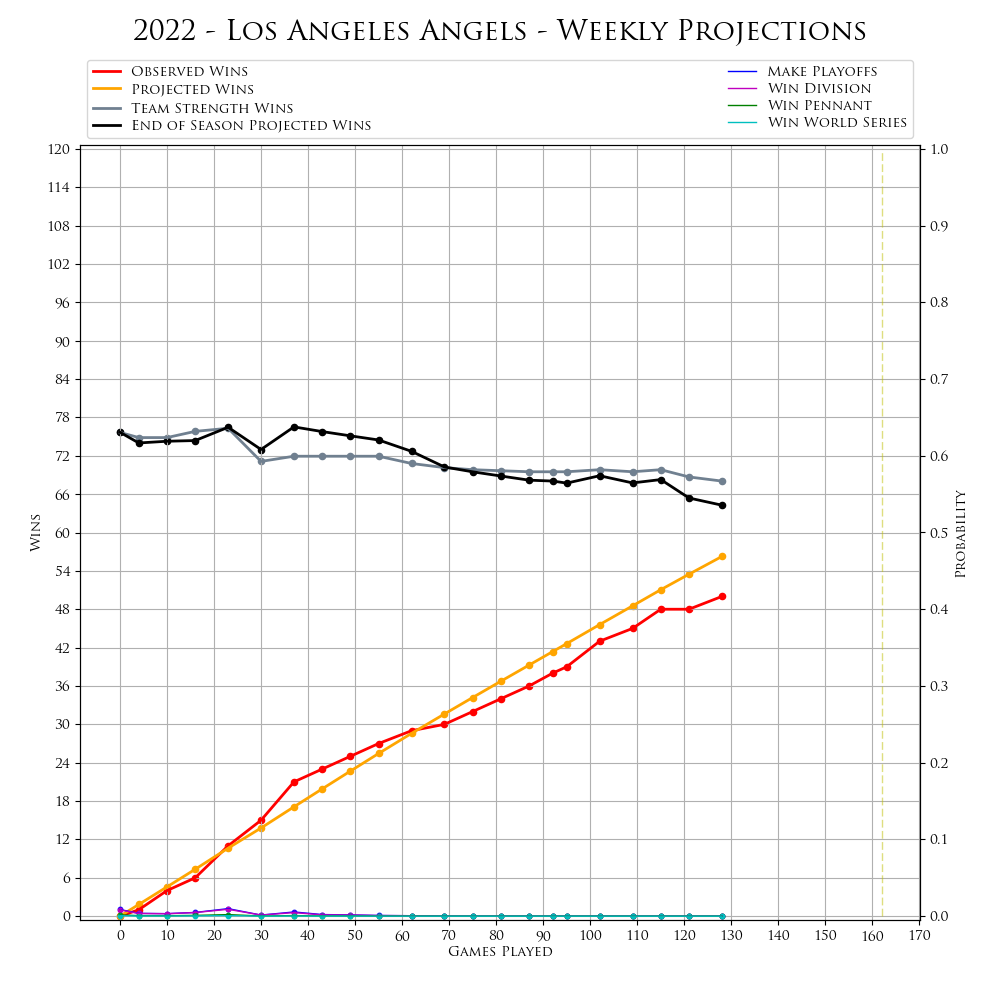 2022 - Los Angeles Angels - Weekly Projections
Observed Wins
Projected Wins
Team Strength Wins
End of Season Projected Wins
Make Playoffs
Win Division
Win Pennant
Win World Series
120
114
108
102
96
90
84
78
72
66
60
54
48
42
36
30
24
18
12
6
0
Wins
1.0
0.9
0.8
0.7
0.6
0.5
0.4
0.3
0.2
0.1
0.0
Probability
0 10 20 30 40 50 60 70 80 90 100 110 120 130 140 150 160 170
Games Played